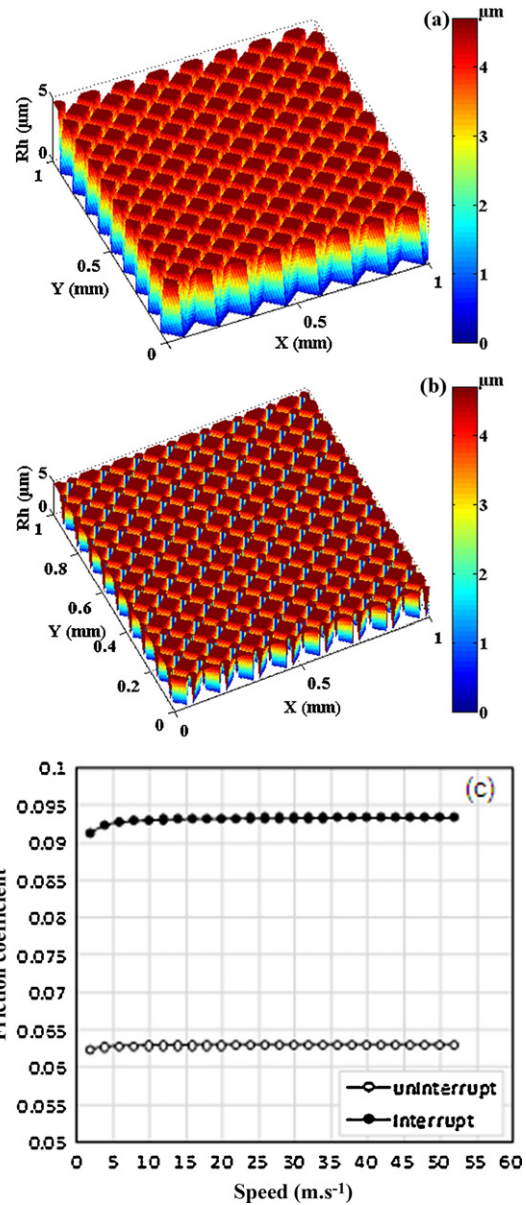 (a)
µm
4
3
2
1
0
Rh (µm)
5
0
1
0.5
Y (mm)
0
0.5
X (mm)
1
(b)
µm
4
3
2
1
0
Rh (µm)
5
0
1
0.8
0.6
0.4
0.2
Y (mm)
0
0
0.5
X (mm)
1
(c)
0.1
0.095
0.09
0.085
0.08
0.075
0.07
0.055
0.05
0.055
0.05
Friction coefficient
uninterrupt
Interrupt
0 5 10 15 20 25 30 35 40 45 50 55 60
Speed (m.s⁻¹)